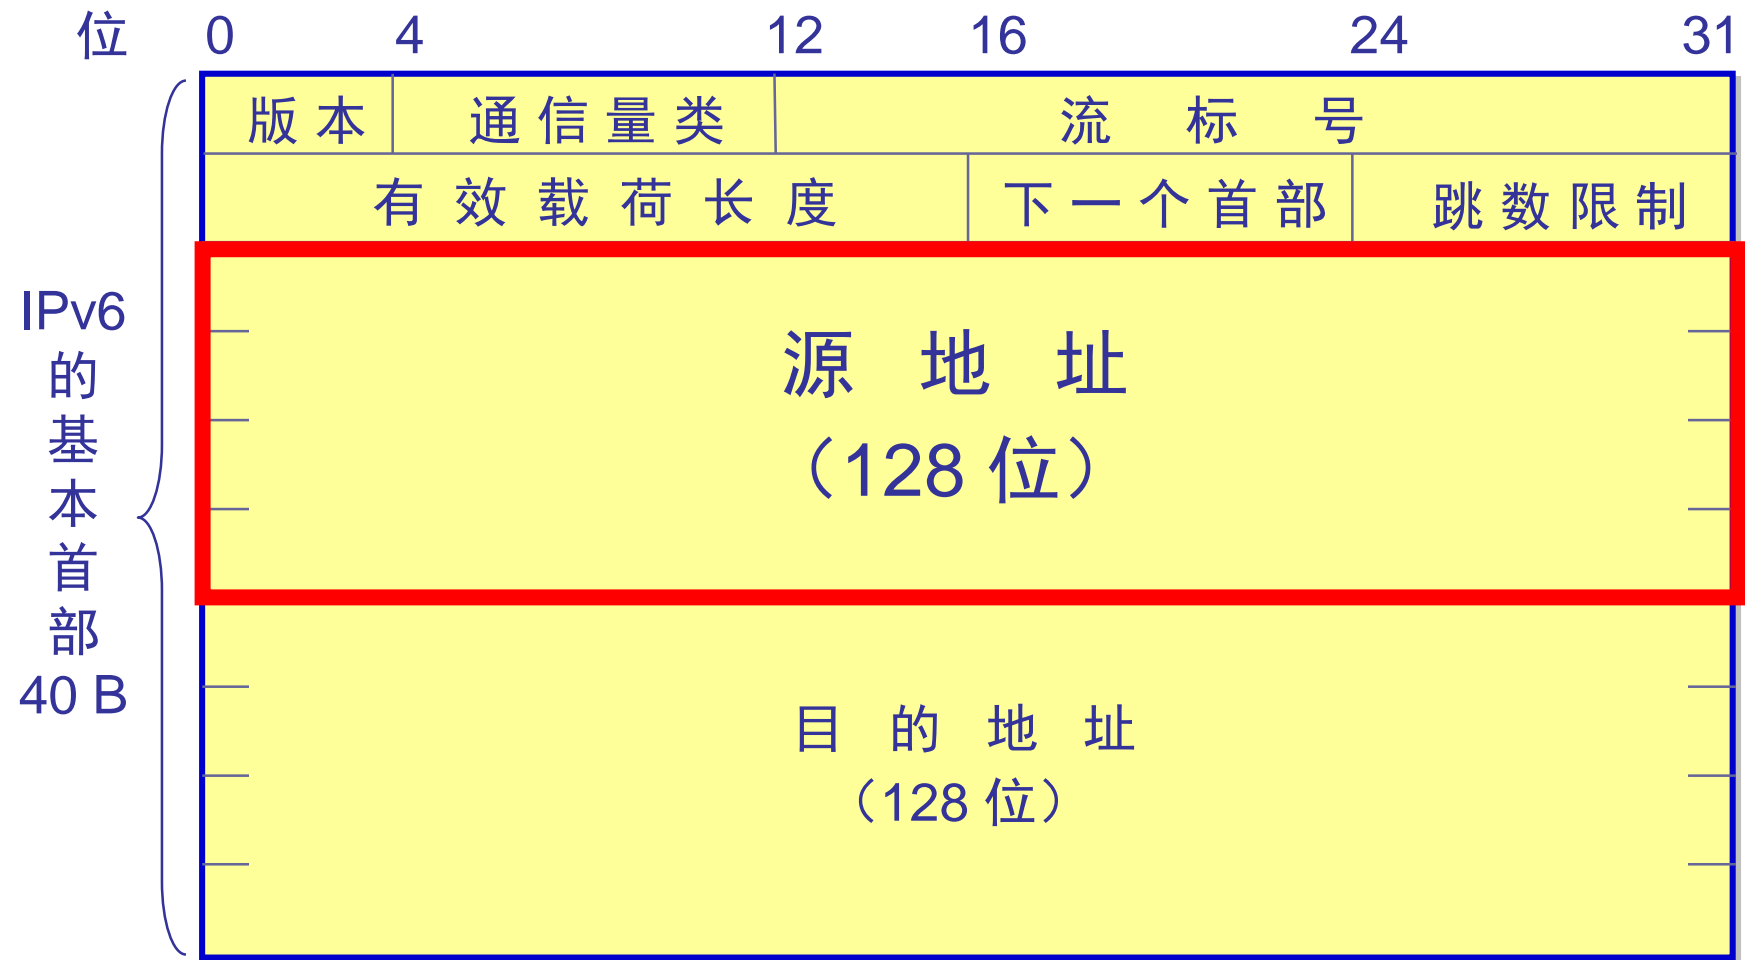 位 0 4 12 16 24 31
版 本 通 信 量 类 流 标 号
有 效 载 荷 长 度 下 一 个 首 部 跳 数 限 制
源 地 址
（128 位）
目 的 地 址
（128 位）
IPv6
的
基
本
首
部
40 B